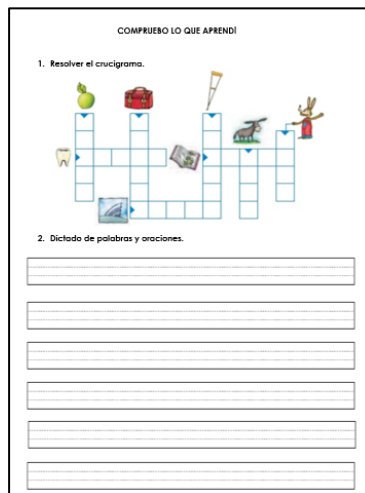 COMPRUEBO LO QUE APRENDÍ
1. Resolver el crucigrama.
2. Dictado de palabras y oraciones.